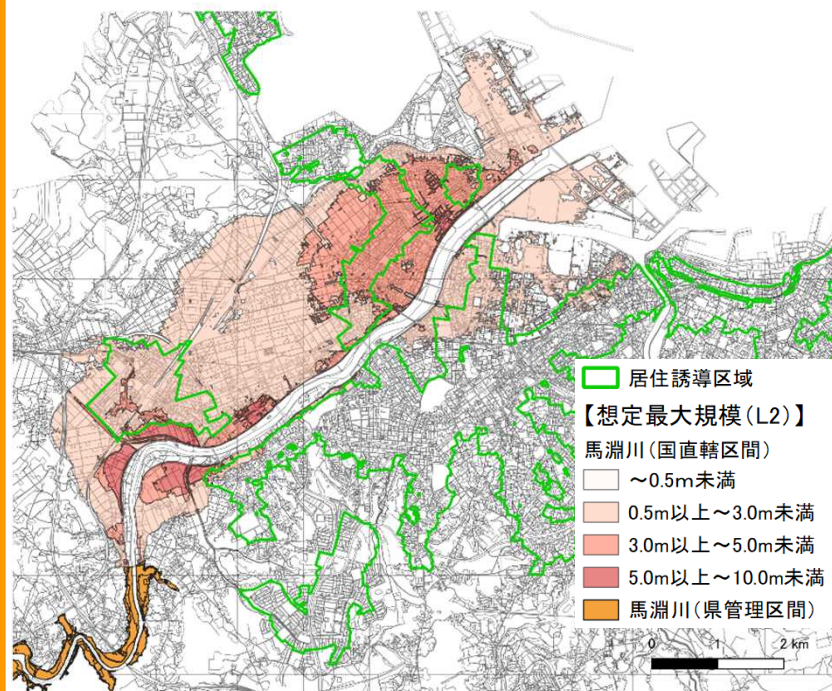 居住誘導区域
【想定最大規模(L2)】
馬淵川(国直轄区間)
～0.5m未満
0.5m以上～3.0m未満
3.0m以上～5.0m未満
5.0m以上～10.0m未満
馬淵川(県管理区間)
0 1 2 km